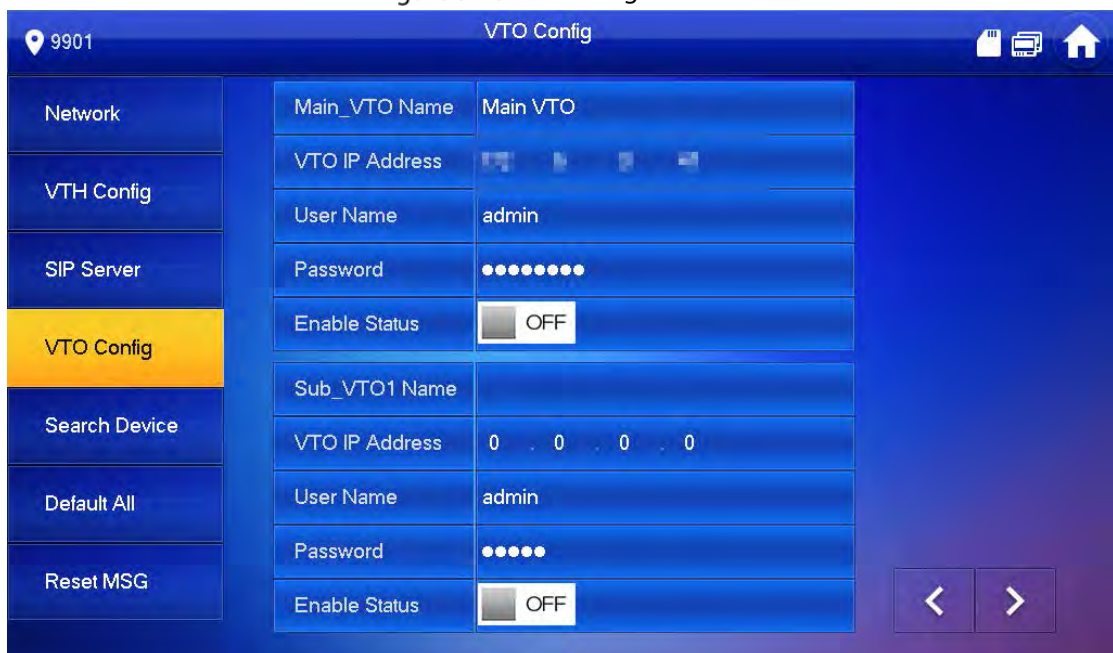 VTO Config
9901
Network
VTH Config
SIP Server
VTO Config
Search Device
Default All
Reset MSG
Main_VTO Name Main VTO
VTO IP Address
User Name admin
Password ●●●●●●●●
Enable Status OFF
Sub_VTO1 Name
VTO IP Address 0 . 0 . 0 . 0
User Name admin
Password ●●●●●
Enable Status OFF